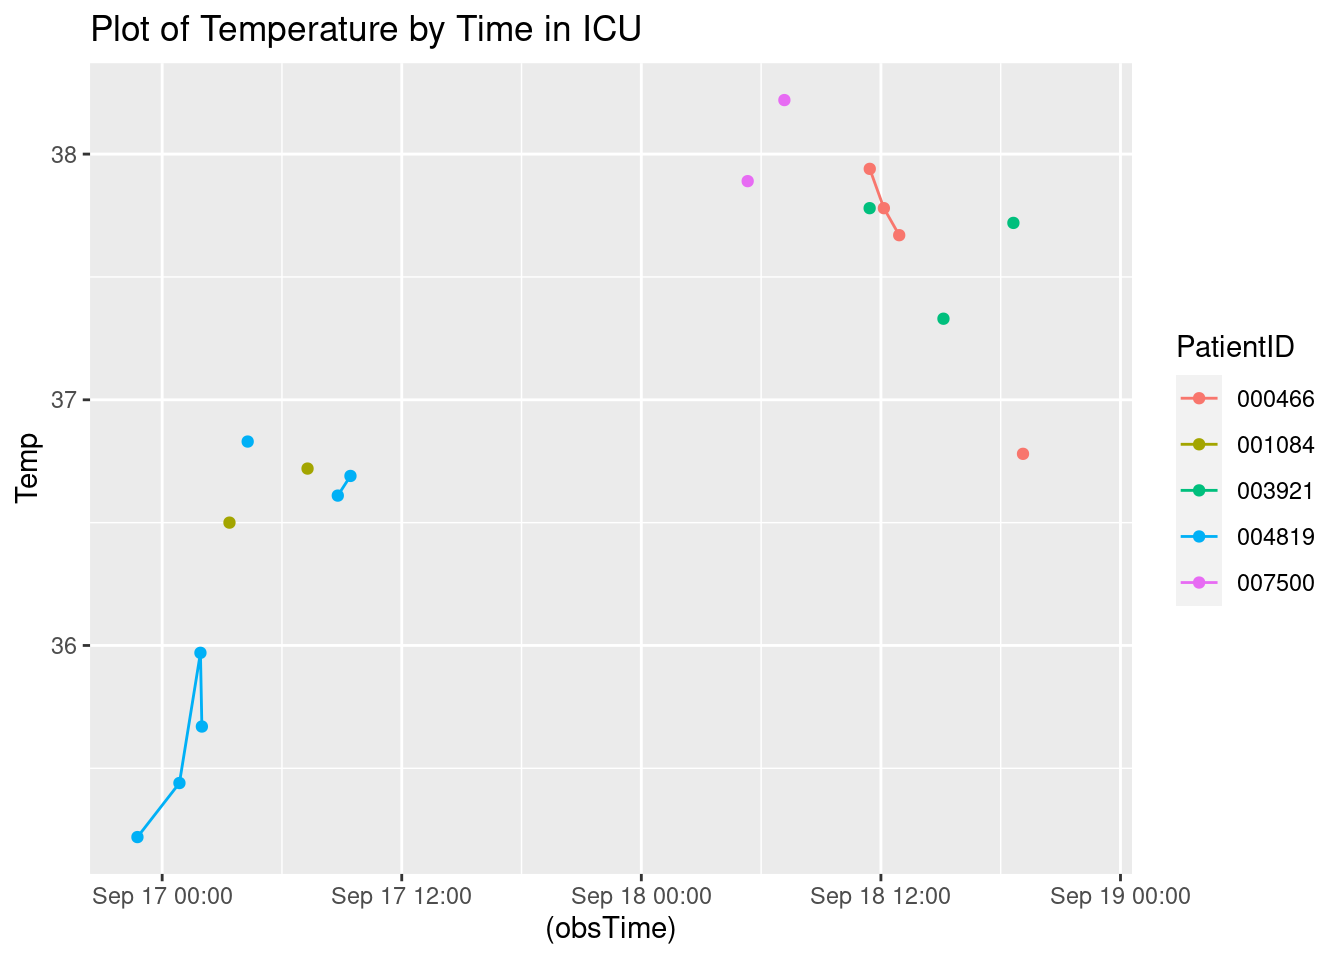 Plot of Temperature by Time in ICU
38
37
36
Temp
Sep 17 00:00
Sep 17 12:00
Sep 18 00:00
Sep 18 12:00
Sep 19 00:00
(obsTime)
PatientID
000466
001084
003921
004819
007500